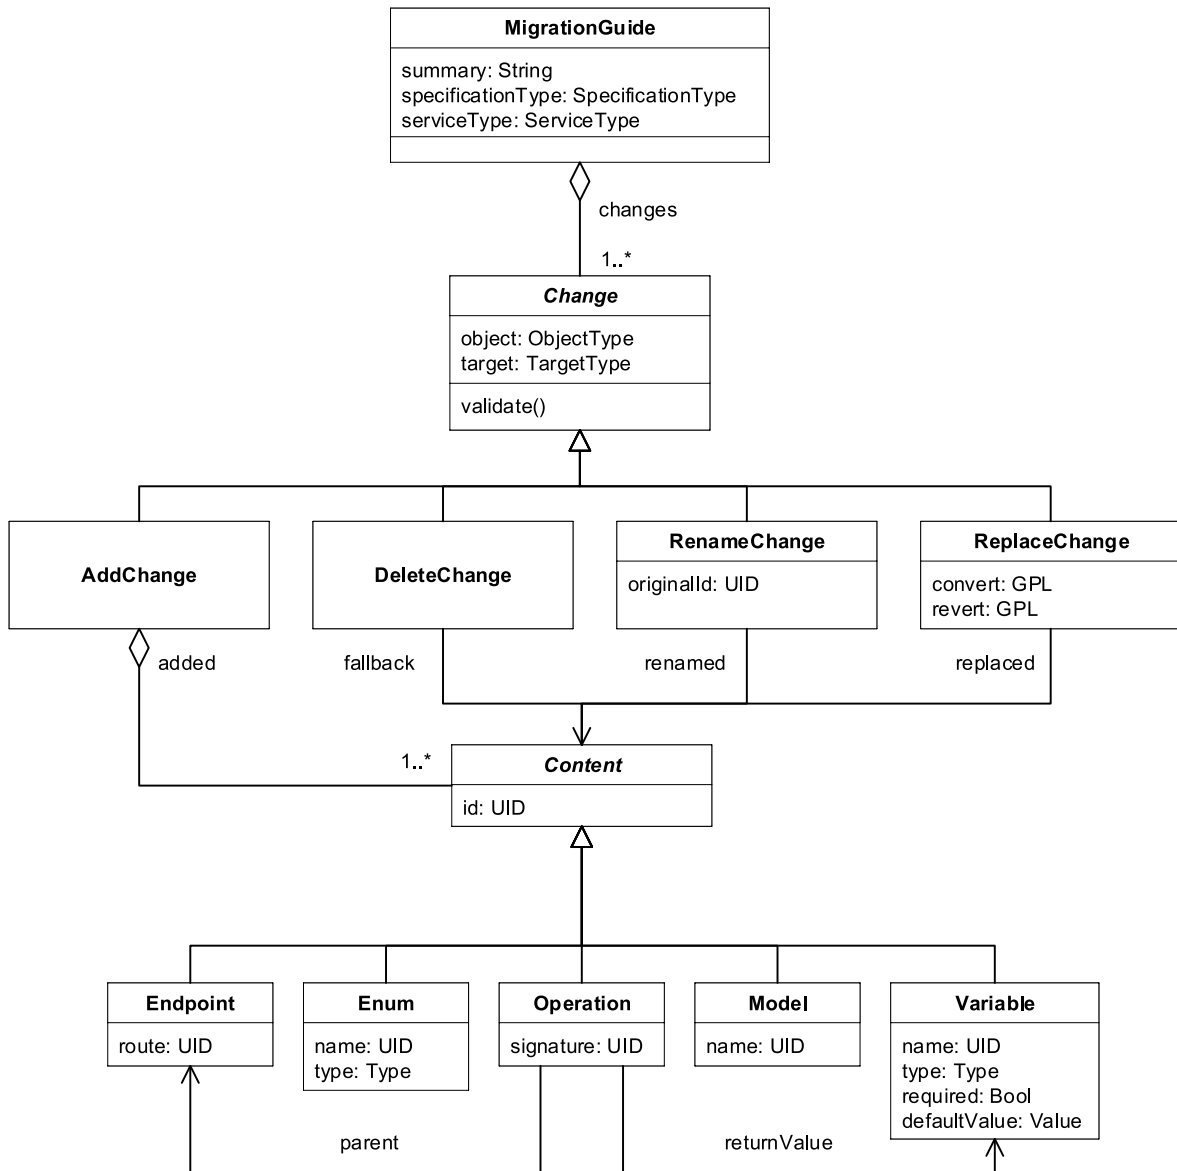 MigrationGuide
summary: String
specificationType: SpecificationType
serviceType: ServiceType
changes
1..*
Change
object: ObjectType
target: TargetType
validate()
AddChange
DeleteChange
RenameChange
originalId: UID
ReplaceChange
convert: GPL
revert: GPL
added
fallback
renamed
replaced
1..*
Content
id: UID
Endpoint
route: UID
Enum
name: UID
type: Type
Operation
signature: UID
Model
name: UID
Variable
name: UID
type: Type
required: Bool
defaultValue: Value
parent
returnValue